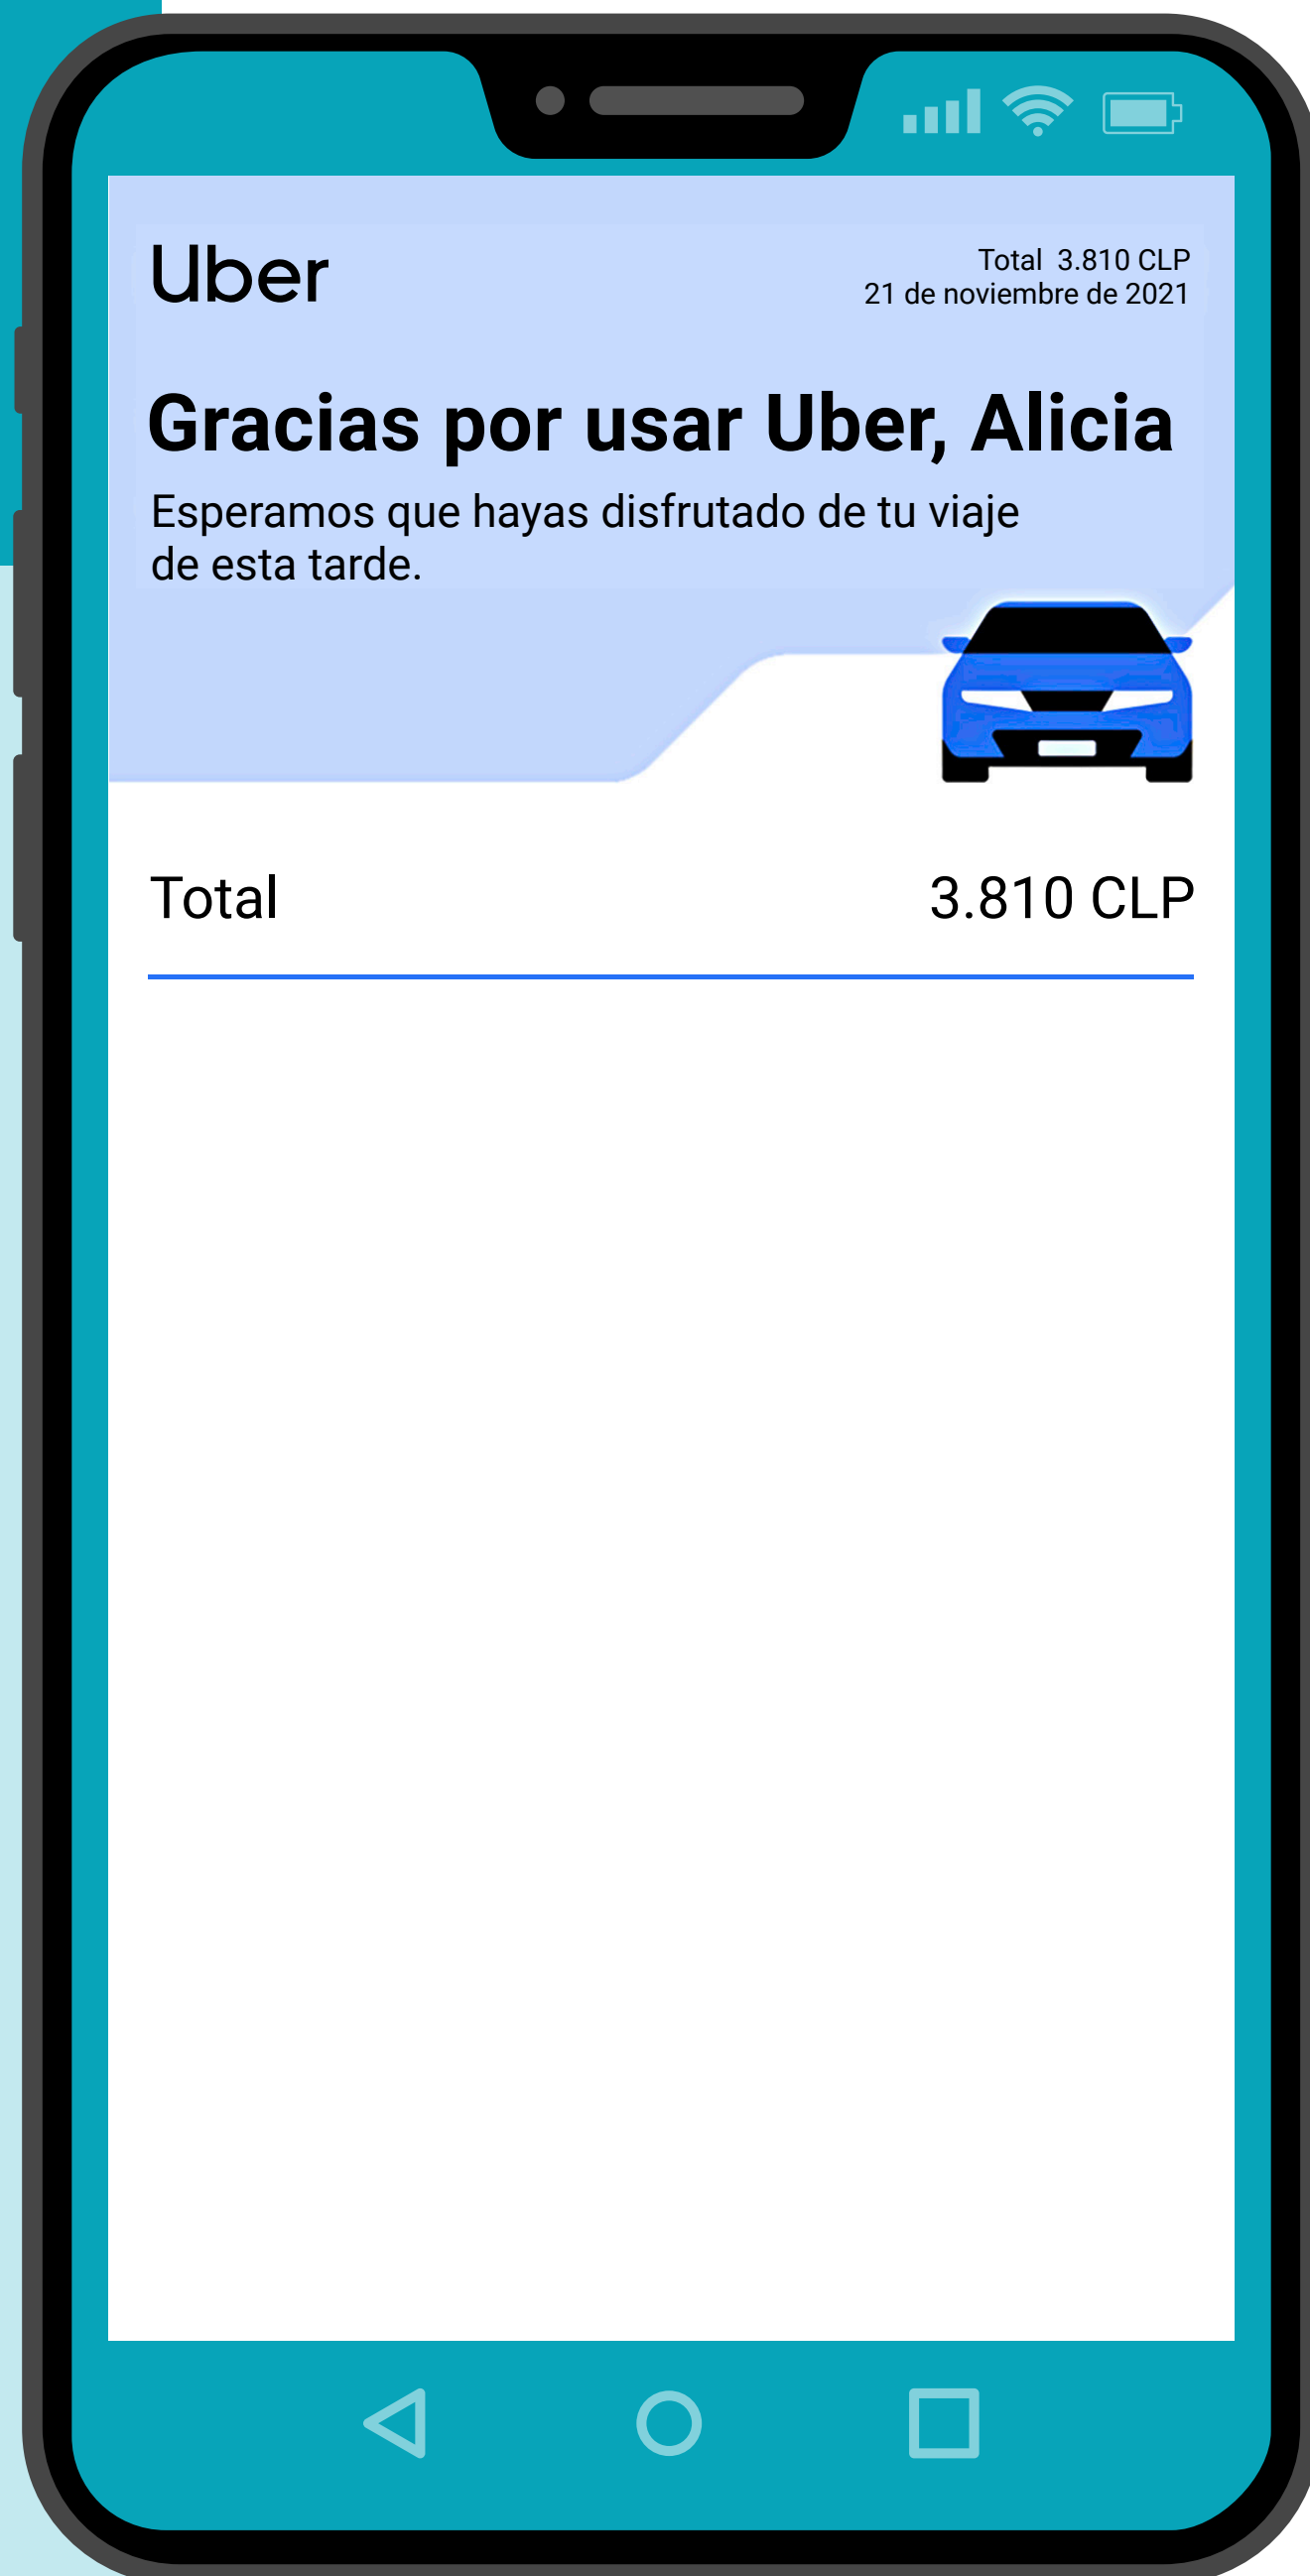 Uber
Total 3.810 CLP
21 de noviembre de 2021
Gracias por usar Uber, Alicia
Esperamos que hayas disfrutado de tu viaje
de esta tarde.
Total 3.810 CLP